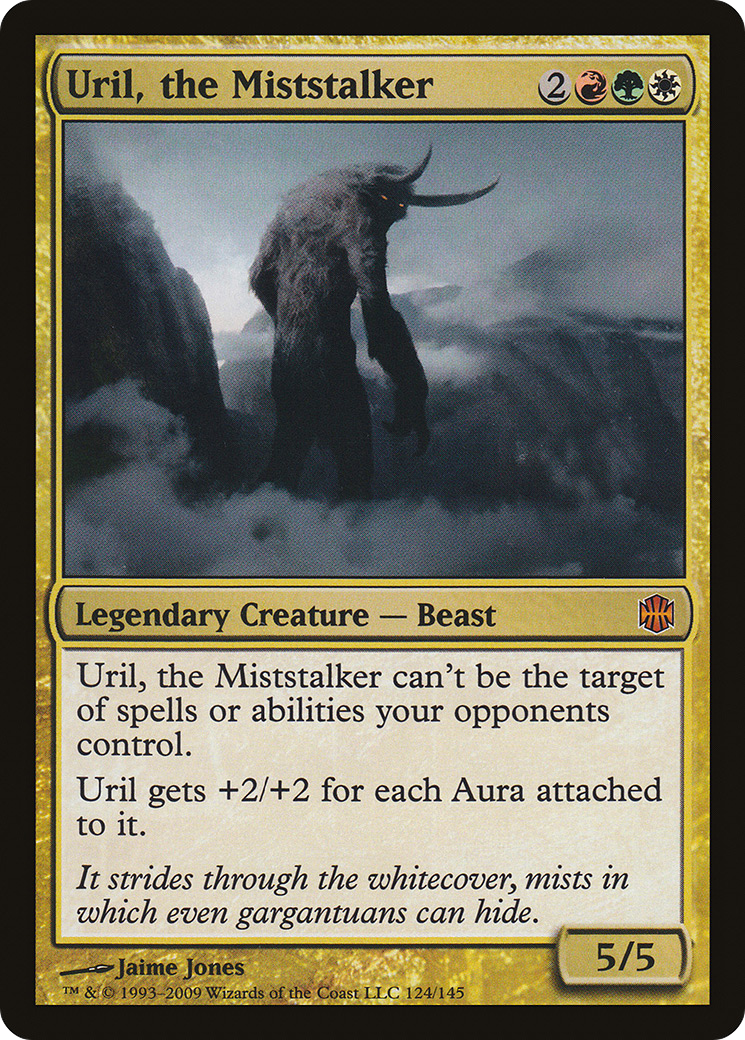 Uril, the Miststalker 2
Legendary Creature — Beast
Uril, the Miststalker can't be the target
of spells or abilities your opponents
control.
Uril gets +2/+2 for each Aura attached
to it.
It strides through the whitecover, mists in
which even gargantuans can hide.
5/5
Jaime Jones
™ & © 1993–2009 Wizards of the Coast LLC 124/145